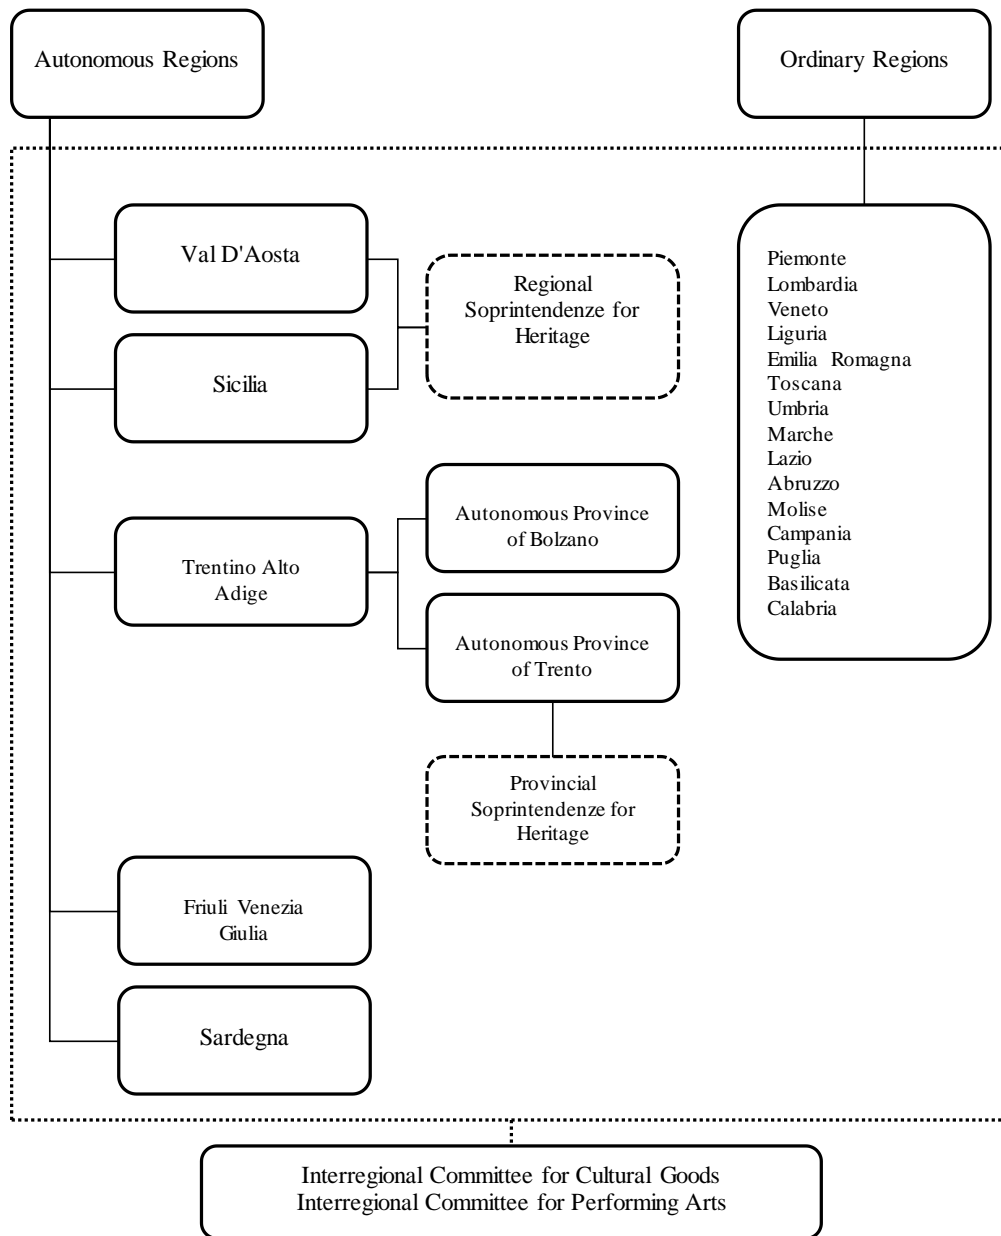 Autonomous Regions
Ordinary Regions
Val D'Aosta
Regional
Soprintendenze for
Heritage
Sicilia
Piemonte
Lombardia
Veneto
Liguria
Emilia Romagna
Toscana
Umbria
Marche
Lazio
Abruzzo
Molise
Campania
Puglia
Basilicata
Calabria
Trentino Alto
Adige
Autonomous Province
of Bolzano
Autonomous Province
of Trento
Provincial
Soprintendenze for
Heritage
Friuli Venezia
Giulia
Sardegna
Interregional Committee for Cultural Goods
Interregional Committee for Performing Arts